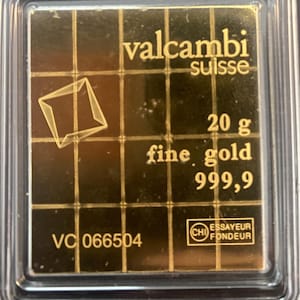 valcambi
suisse
20 g
fine gold
999,9
VC 066504
CHI ESSAYEUR
FONDEUR